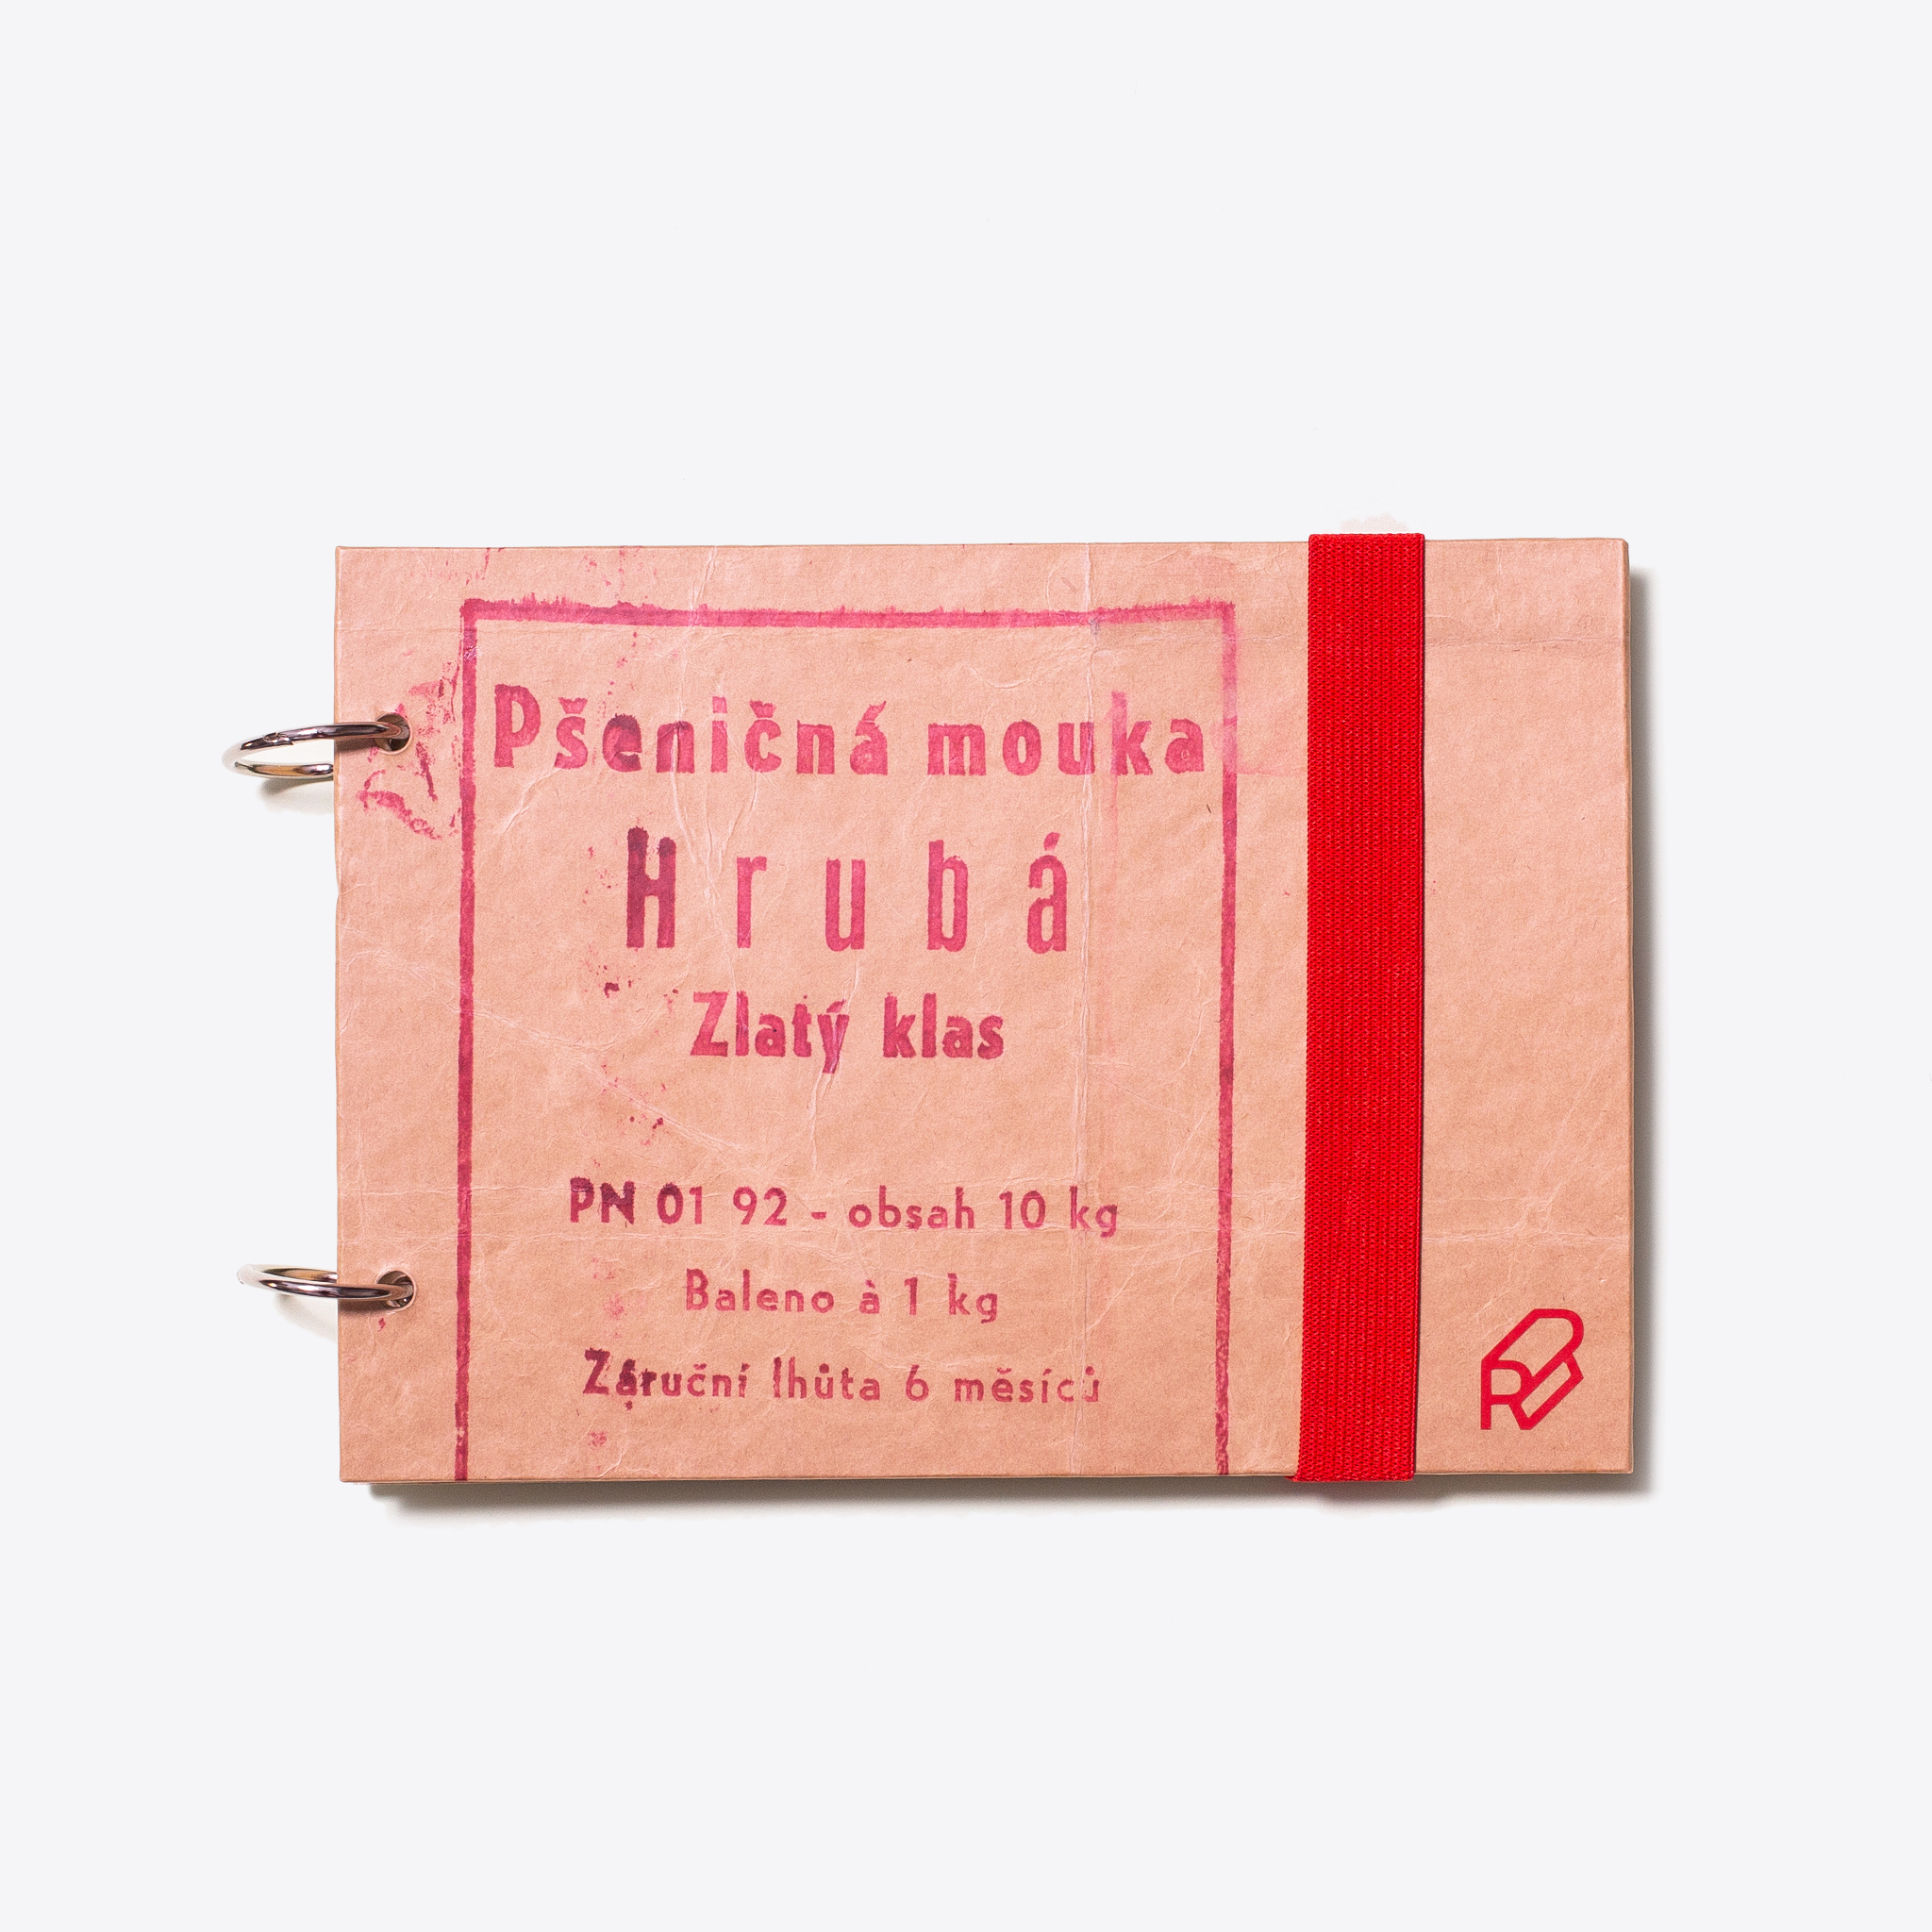 Pšeničná mouka
Hrubá
Zlatý klas
PN 01 92 - obsah 10 kg
Baleno à 1 kg
Záruční lhůta 6 měsíců